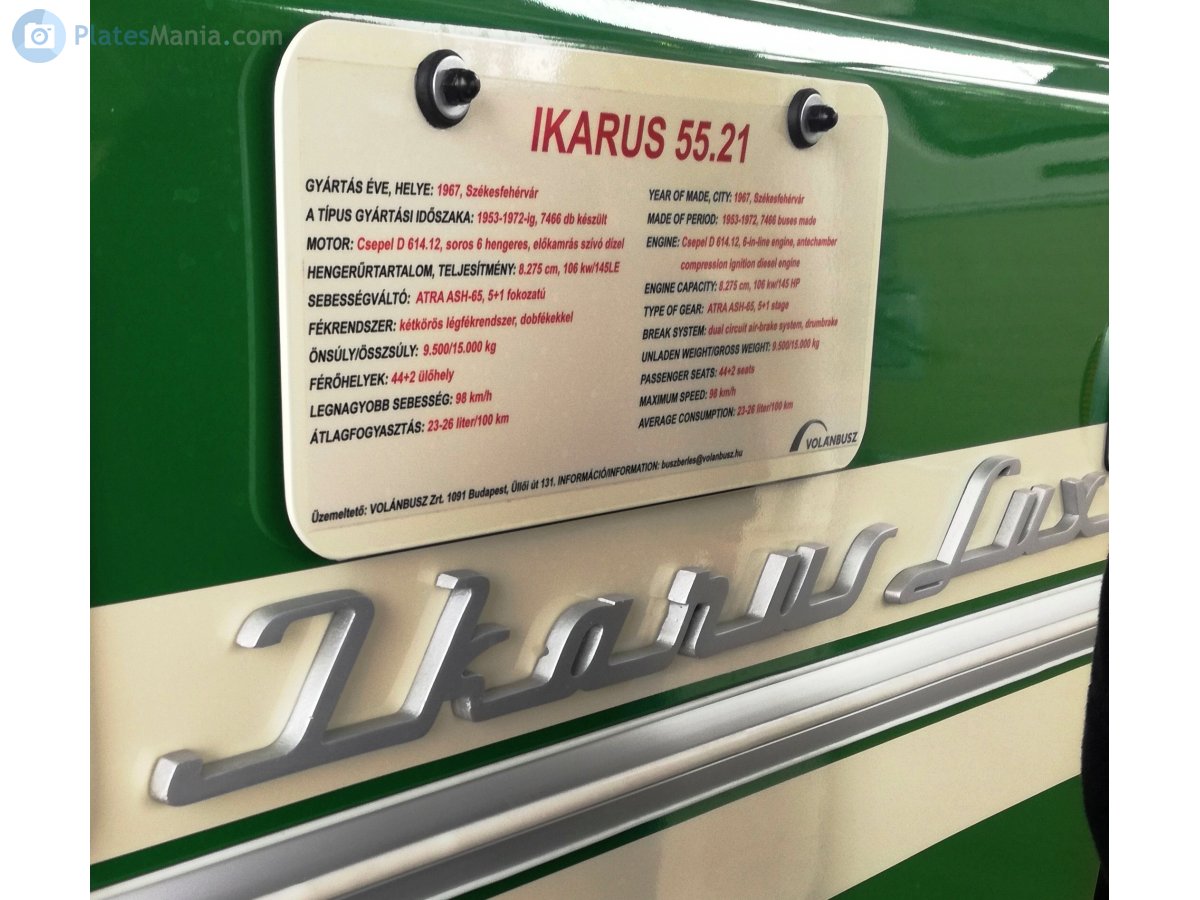 PlatesMania.com
IKARUS 55.21
GYÁRTÁS ÉVE, HELYE: 1967, Székesfehérvár
A TÍPUS GYÁRTÁSI IDŐSZAKA: 1953-1972-ig, 7466 db készült
MOTOR: Csepel D 614.12, soros 6 hengeres, előkamrás szívó dízel
HENGERŰRTARTALOM, TELJESÍTMÉNY: 8.275 cm, 106 kw/145LE
SEBESSÉGVÁLTÓ: ATRA ASH-65, 5+1 fokozatú
FÉKRENDSZER: kétkörös légfékrendszer, dobfékekkel
ÖNSÚLY/ÖSSZSÚLY: 9.500/15.000 kg
FÉRŐHELYEK: 44+2 ülőhely
LEGNAGYOBB SEBESSÉG: 98 km/h
ÁTLAGFOGYASZTÁS: 23-26 liter/100 km
YEAR OF MADE, CITY: 1967, Székesfehérvár
MADE OF PERIOD: 1953-1972, 7466 buses made
ENGINE: Csepel D 614.12, 6-in-line engine, antechamber
compression ignition diesel engine
ENGINE CAPACITY: 8.275 cm, 106 kw/145 HP
TYPE OF GEAR: ATRA ASH-65, 5+1 stage
BREAK SYSTEM: dual circuit air-brake system, drumbrake
UNLADEN WEIGHT/GROSS WEIGHT: 9.500/15.000 kg
PASSENGER SEATS: 44+2 seats
MAXIMUM SPEED: 98 km/h
AVERAGE CONSUMPTION: 23-26 liter/100 km
VOLÁNBUSZ
Üzemeltető: VOLÁNBUSZ Zrt. 1091 Budapest, Üllői út 131. INFORMÁCIÓ/INFORMATION: buszberles@volanbusz.hu
Ikarus Lux